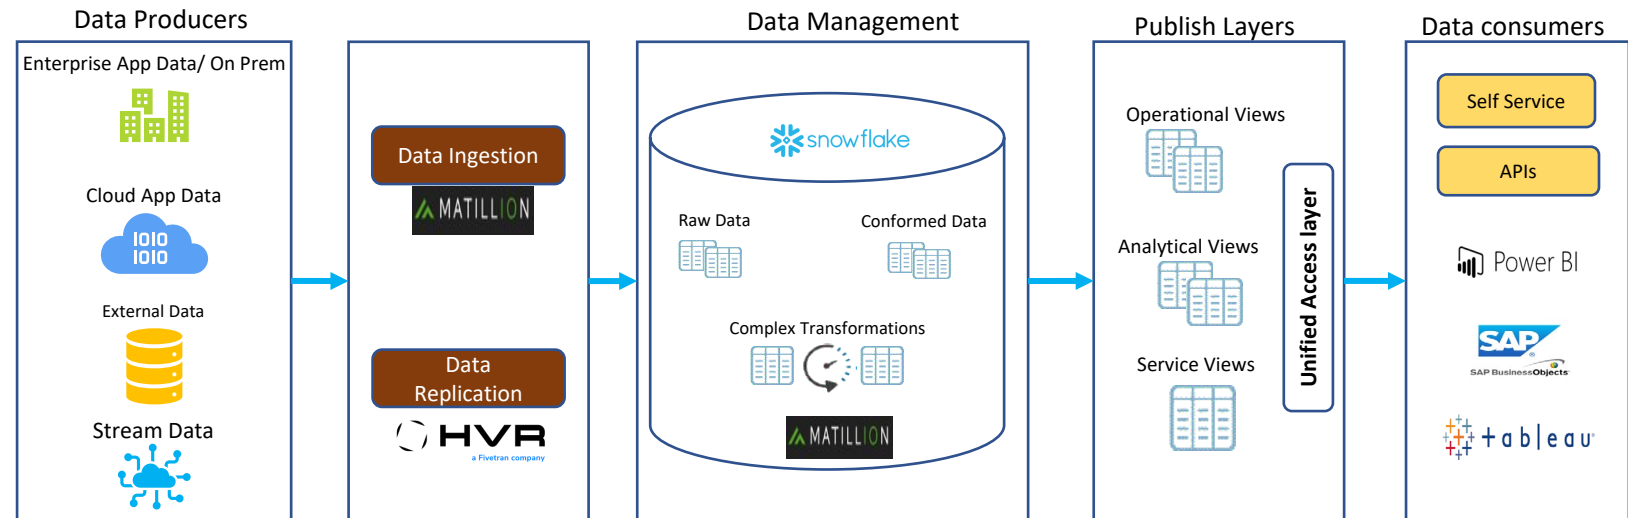 Data Producers
Data Management
Publish Layers
Data consumers
Enterprise App Data/ On Prem
Cloud App Data
IOIO
IOIO
External Data
Stream Data
Data Ingestion
MATILLION
Data
Replication
HVR
a Fivetran company
snowflake
Raw Data
Conformed Data
Complex Transformations
MATILLION
Operational Views
Analytical Views
Service Views
Unified Access layer
Self Service
APIs
Power BI
SAP
SAP BusinessObjects
+ a b l e a u